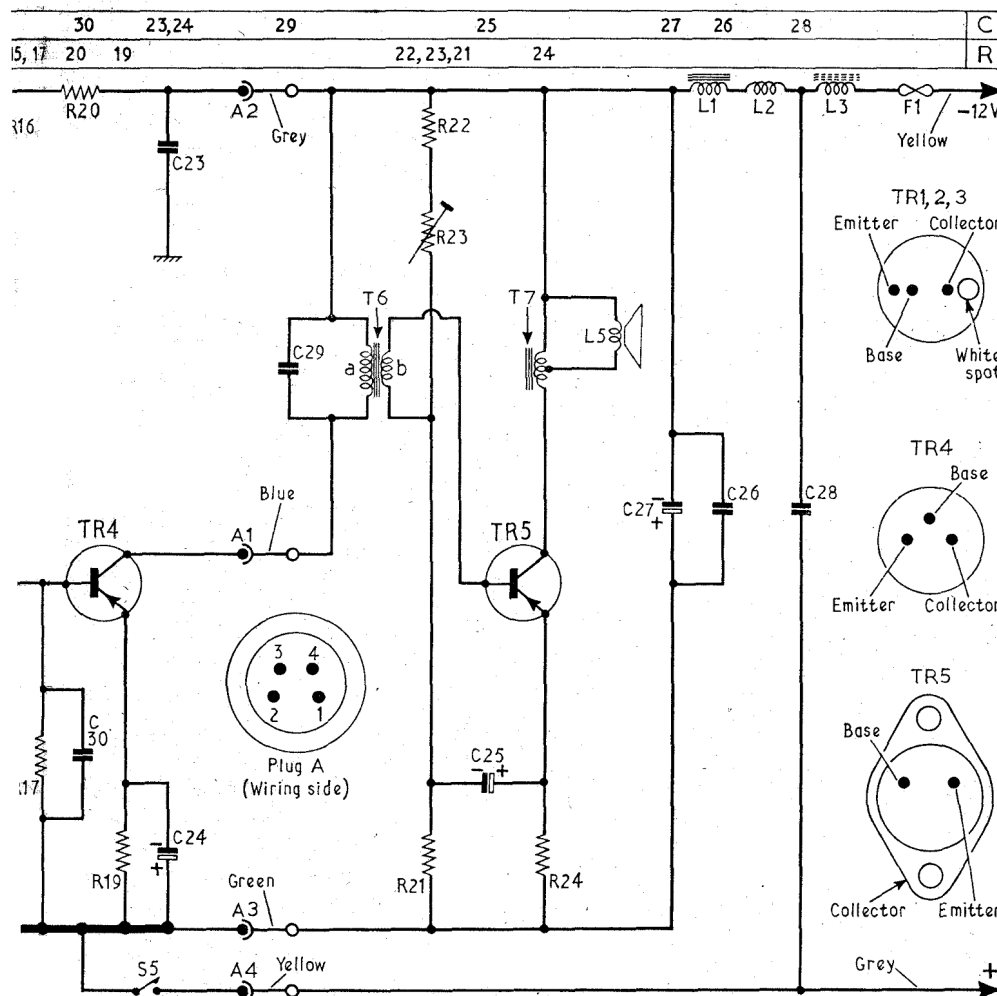 30 23,24 29 25 27 26 28 C
15, 17 20 19 22,23,21 24 R
R20 A2 Grey R22 L1 L2 L3 F1 -12V
R16 C23 Yellow
TR1, 2, 3
Emitter Collector
R23
T6 T7
C29 a b L5
Base White spot
TR4
Blue Base
C27 - + C26 C28
TR4 A1 TR5
Emitter Collector
3 4
2 1
TR5
C 30
Plug A
(Wiring side)
C25
- +
Base
R17
C24
- +
R19 R21 R24
Green
A3
Collector Emitter
S5 A4 Yellow Grey +